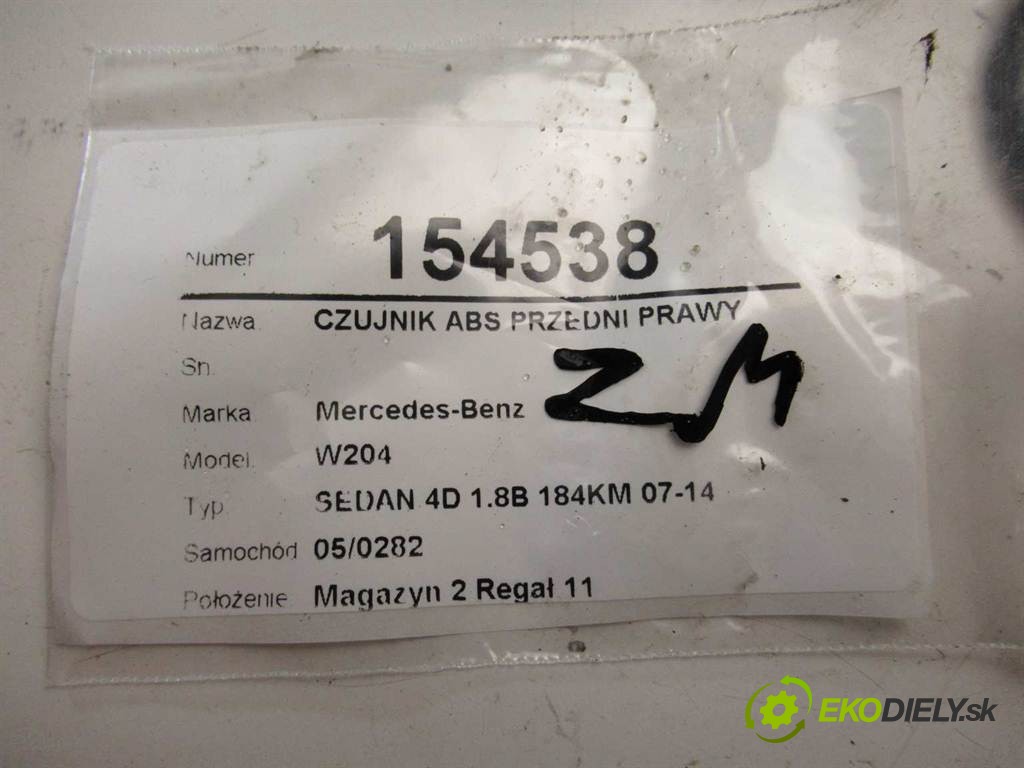 Numer 154538
Nazwa CZUJNIK ABS PRZEDNI PRAWY
Sn.
ZM
Marka Mercedes-Benz
Model W204
Typ SEDAN 4D 1.8B 184KM 07-14
Samochód 05/0282
Położenie Magazyn 2 Regał 11
EKODIELY.sk